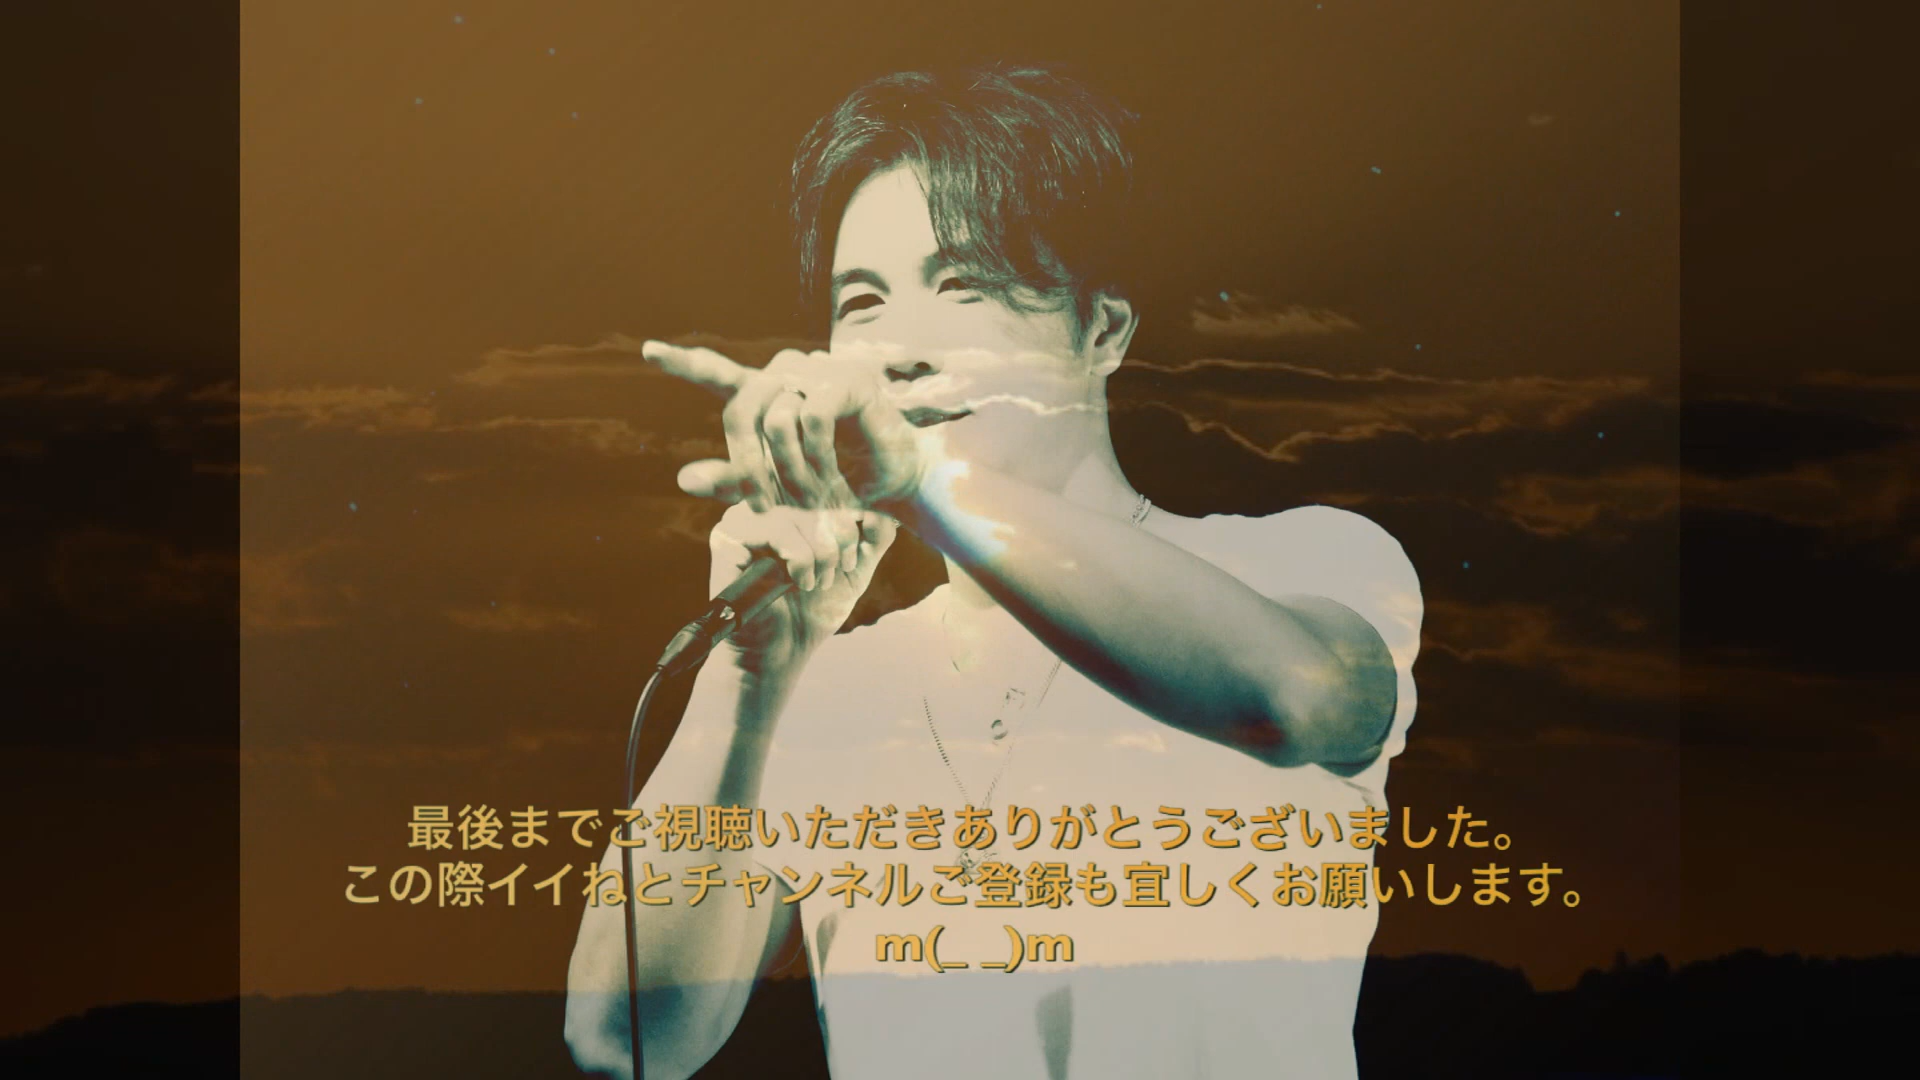 最後までご視聴いただきありがとうございました。
この際イイねとチャンネルご登録も宜しくお願いします。
m(_ _)m